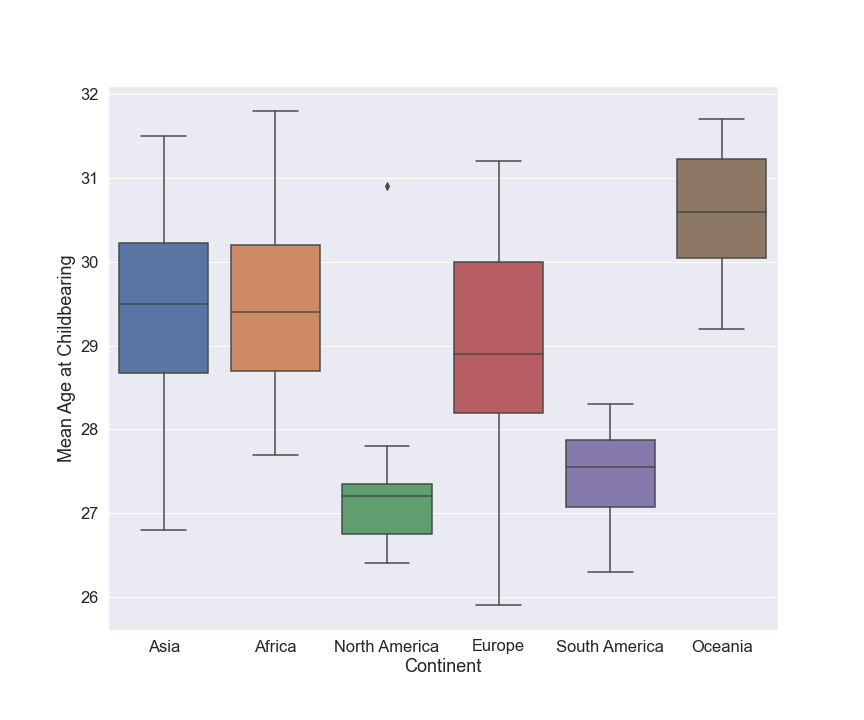 32
31
30
29
28
27
26
Mean Age at Childbearing
Asia
Africa
North America
Europe
South America
Oceania
Continent